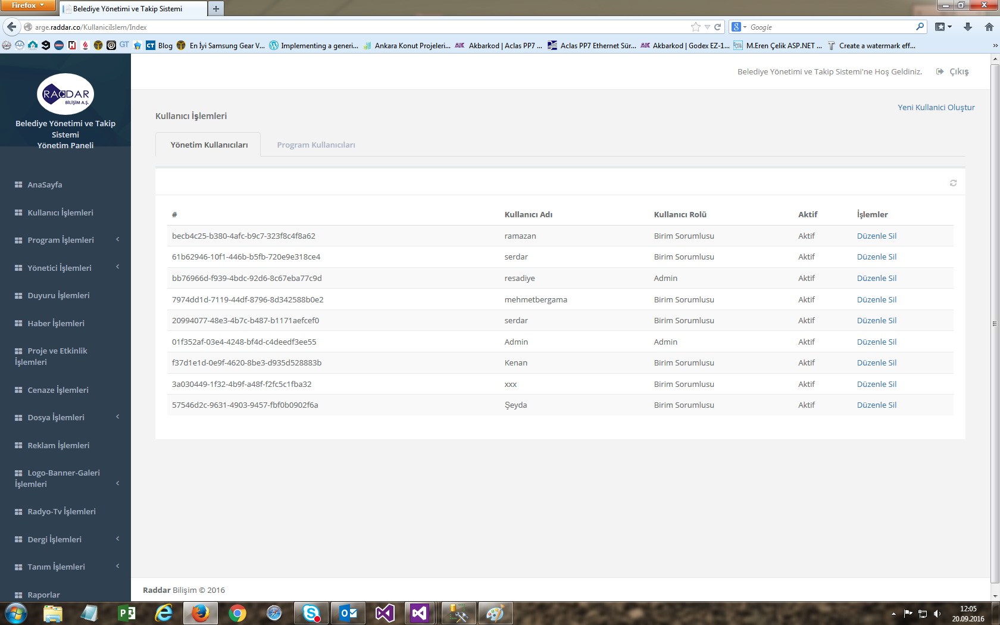 Firefox
Belediye Yönetimi ve Takip Sistemi
arge.raddar.co/KullaniciIslem/Index
Google
GT
CT Blog
En İyi Samsung Gear V...
Implementing a generi...
Ankara Konut Projeleri...
Akbarkod | Aclas PP7 ...
Aclas PP7 Ethernet Sür...
Akbarkod | Godex EZ-1...
M.Eren Çelik ASP.NET ...
Create a watermark eff...
RADDAR
BİLİŞİM A.Ş.
Belediye Yönetimi ve Takip
Sistemi
Yönetim Paneli
AnaSayfa
Kullanıcı İşlemleri
Program İşlemleri
Yönetici İşlemleri
Duyuru İşlemleri
Haber İşlemleri
Proje ve Etkinlik
İşlemleri
Cenaze İşlemleri
Dosya İşlemleri
Reklam İşlemleri
Logo-Banner-Galeri
İşlemleri
Radyo-Tv İşlemleri
Dergi İşlemleri
Tanım İşlemleri
Raporlar
Belediye Yönetimi ve Takip Sistemi'ne Hoş Geldiniz. Çıkış
Yeni Kullanici Oluştur
Kullanıcı İşlemleri
Yönetim Kullanıcıları Program Kullanıcıları
# Kullanıcı Adı Kullanıcı Rolü Aktif İşlemler
becb4c25-b380-4afc-b9c7-323f8c4f8a62 ramazan Birim Sorumlusu Aktif Düzenle Sil
61b62946-10f1-446b-b5fb-720e9e318ce4 serdar Birim Sorumlusu Aktif Düzenle Sil
bb76966d-f939-4bdc-92d6-8c67eba77c9d resadiye Admin Aktif Düzenle Sil
7974dd1d-7119-44df-8796-8d342588b0e2 mehmetbergama Birim Sorumlusu Aktif Düzenle Sil
20994077-48e3-4b7c-b487-b1171aefcef0 serdar Birim Sorumlusu Aktif Düzenle Sil
01f352af-03e4-4248-bf4d-c4deedf3ee55 Admin Admin Aktif Düzenle Sil
f37d1e1d-0e9f-4620-8be3-d935d528883b Kenan Birim Sorumlusu Aktif Düzenle Sil
3a030449-1f32-4b9f-a48f-f2fc5c1fba32 xxx Birim Sorumlusu Aktif Düzenle Sil
57546d2c-9631-4903-9457-fbf0b0902f6a Şeyda Birim Sorumlusu Aktif Düzenle Sil
Raddar Bilişim © 2016
12:05
20.09.2016